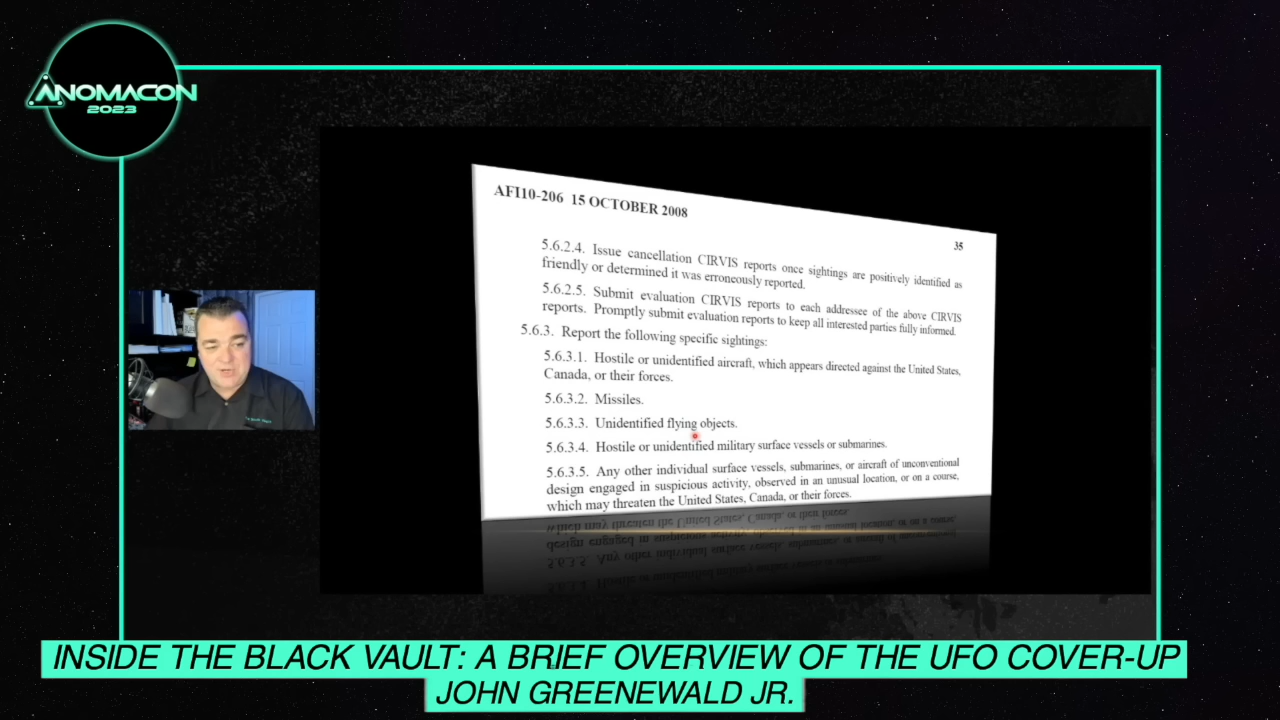 ANOMACON
2023
AFI10-206 15 OCTOBER 2008
35
5.6.2.4. Issue cancellation CIRVIS reports once sightings are positively identified as
friendly or determined it was erroneously reported.
5.6.2.5. Submit evaluation CIRVIS reports to each addressee of the above CIRVIS
reports. Promptly submit evaluation reports to keep all interested parties fully informed.
5.6.3. Report the following specific sightings:
5.6.3.1. Hostile or unidentified aircraft, which appears directed against the United States,
Canada, or their forces.
5.6.3.2. Missiles.
5.6.3.3. Unidentified flying objects.
5.6.3.4. Hostile or unidentified military surface vessels or submarines.
5.6.3.5. Any other individual surface vessels, submarines, or aircraft of unconventional
design engaged in suspicious activity, observed in an unusual location, or on a course,
which may threaten the United States, Canada, or their forces.
INSIDE THE BLACK VAULT: A BRIEF OVERVIEW OF THE UFO COVER-UP
JOHN GREENEWALD JR.